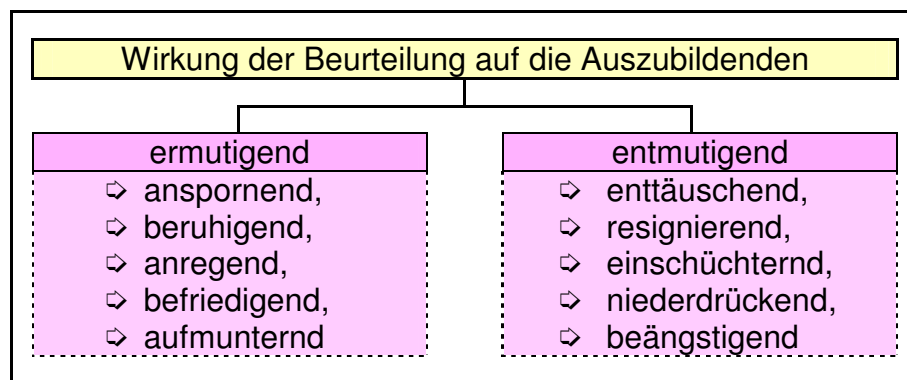 Wirkung der Beurteilung auf die Auszubildenden
ermutigend
➩ anspornend,
➩ beruhigend,
➩ anregend,
➩ befriedigend,
➩ aufmunternd
entmutigend
➩ enttäuschend,
➩ resignierend,
➩ einschüchternd,
➩ niederdrückend,
➩ beängstigend